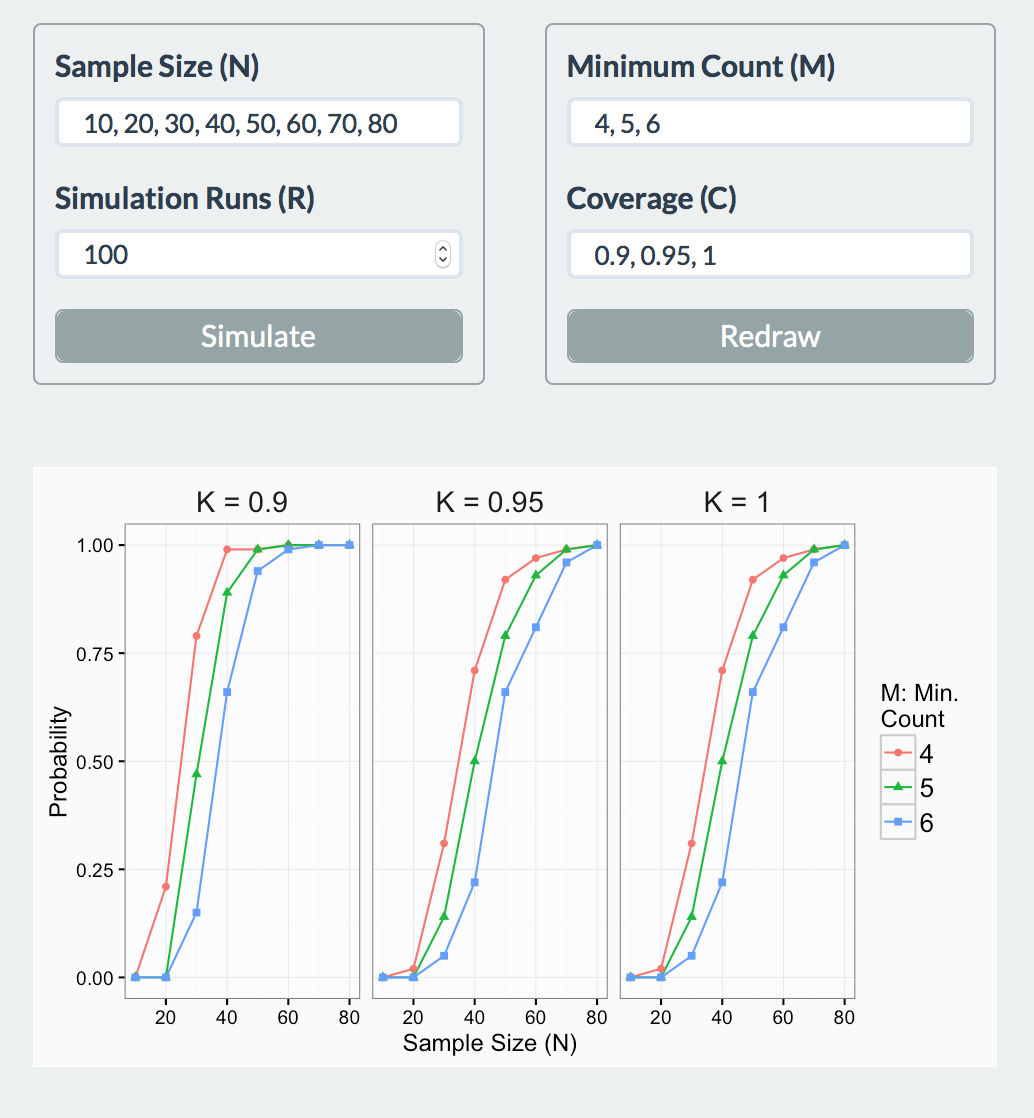 Sample Size (N)
10, 20, 30, 40, 50, 60, 70, 80
Simulation Runs (R)
100
Simulate
Minimum Count (M)
4, 5, 6
Coverage (C)
0.9, 0.95, 1
Redraw
K = 0.9
K = 0.95
K = 1
Probability
1.00
0.75
0.50
0.25
0.00
20 40 60 80
20 40 60 80
20 40 60 80
Sample Size (N)
M: Min.
Count
4
5
6